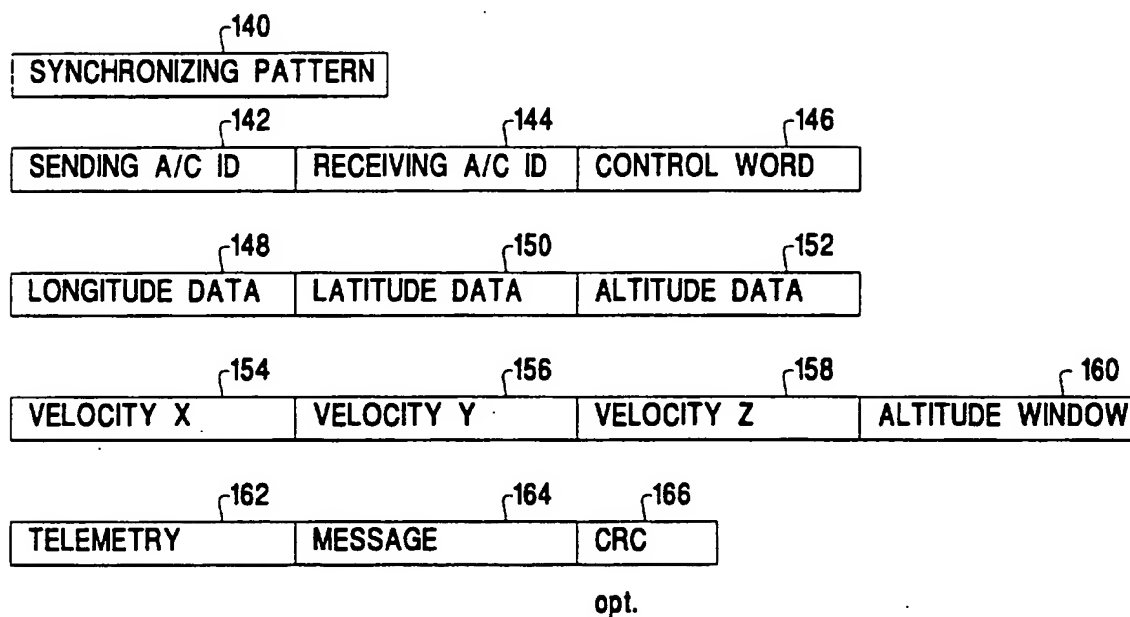 140
SYNCHRONIZING PATTERN
142 144 146
SENDING A/C ID RECEIVING A/C ID CONTROL WORD
148 150 152
LONGITUDE DATA LATITUDE DATA ALTITUDE DATA
154 156 158 160
VELOCITY X VELOCITY Y VELOCITY Z ALTITUDE WINDOW
162 164 166
TELEMETRY MESSAGE CRC
opt.